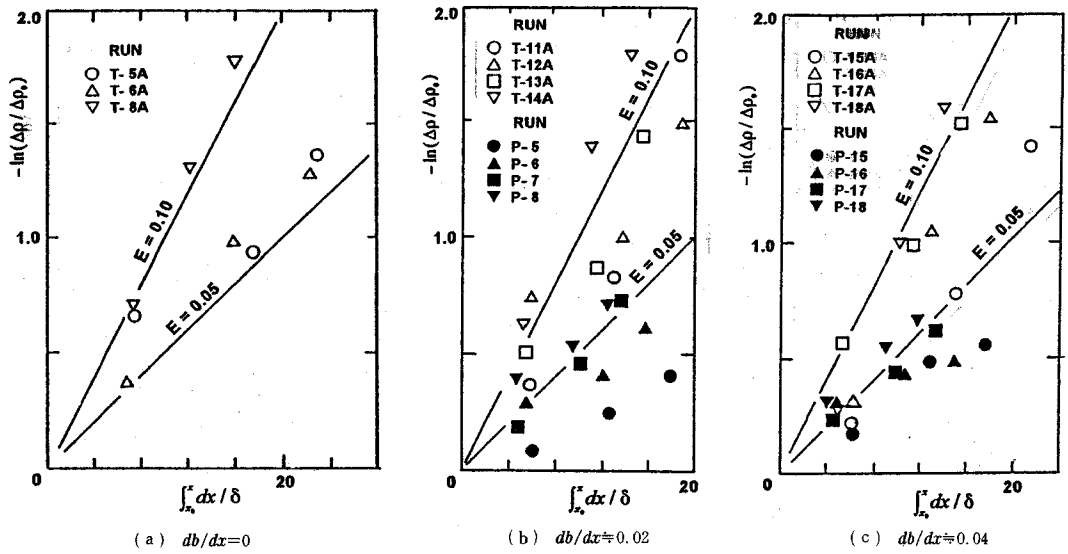 2.0
1.0
0
-ln(Δρ/Δρ₀)
RUN
T-5A
T-6A
T-8A
E = 0.10
E = 0.05
20
∫ₓ₀ˣ dx/δ
(a) db/dx=0
2.0
1.0
0
-ln(Δρ/Δρ₀)
RUN
T-11A
T-12A
T-13A
T-14A
RUN
P-5
P-6
P-7
P-8
E = 0.10
E = 0.05
20
∫ₓ₀ˣ dx/δ
(b) db/dx≒0.02
2.0
1.0
0
-ln(Δρ/Δρ₀)
RUN
T-15A
T-16A
T-17A
T-18A
RUN
P-15
P-16
P-17
P-18
E = 0.10
E = 0.05
20
∫ₓ₀ˣ dx/δ
(c) db/dx≒0.04